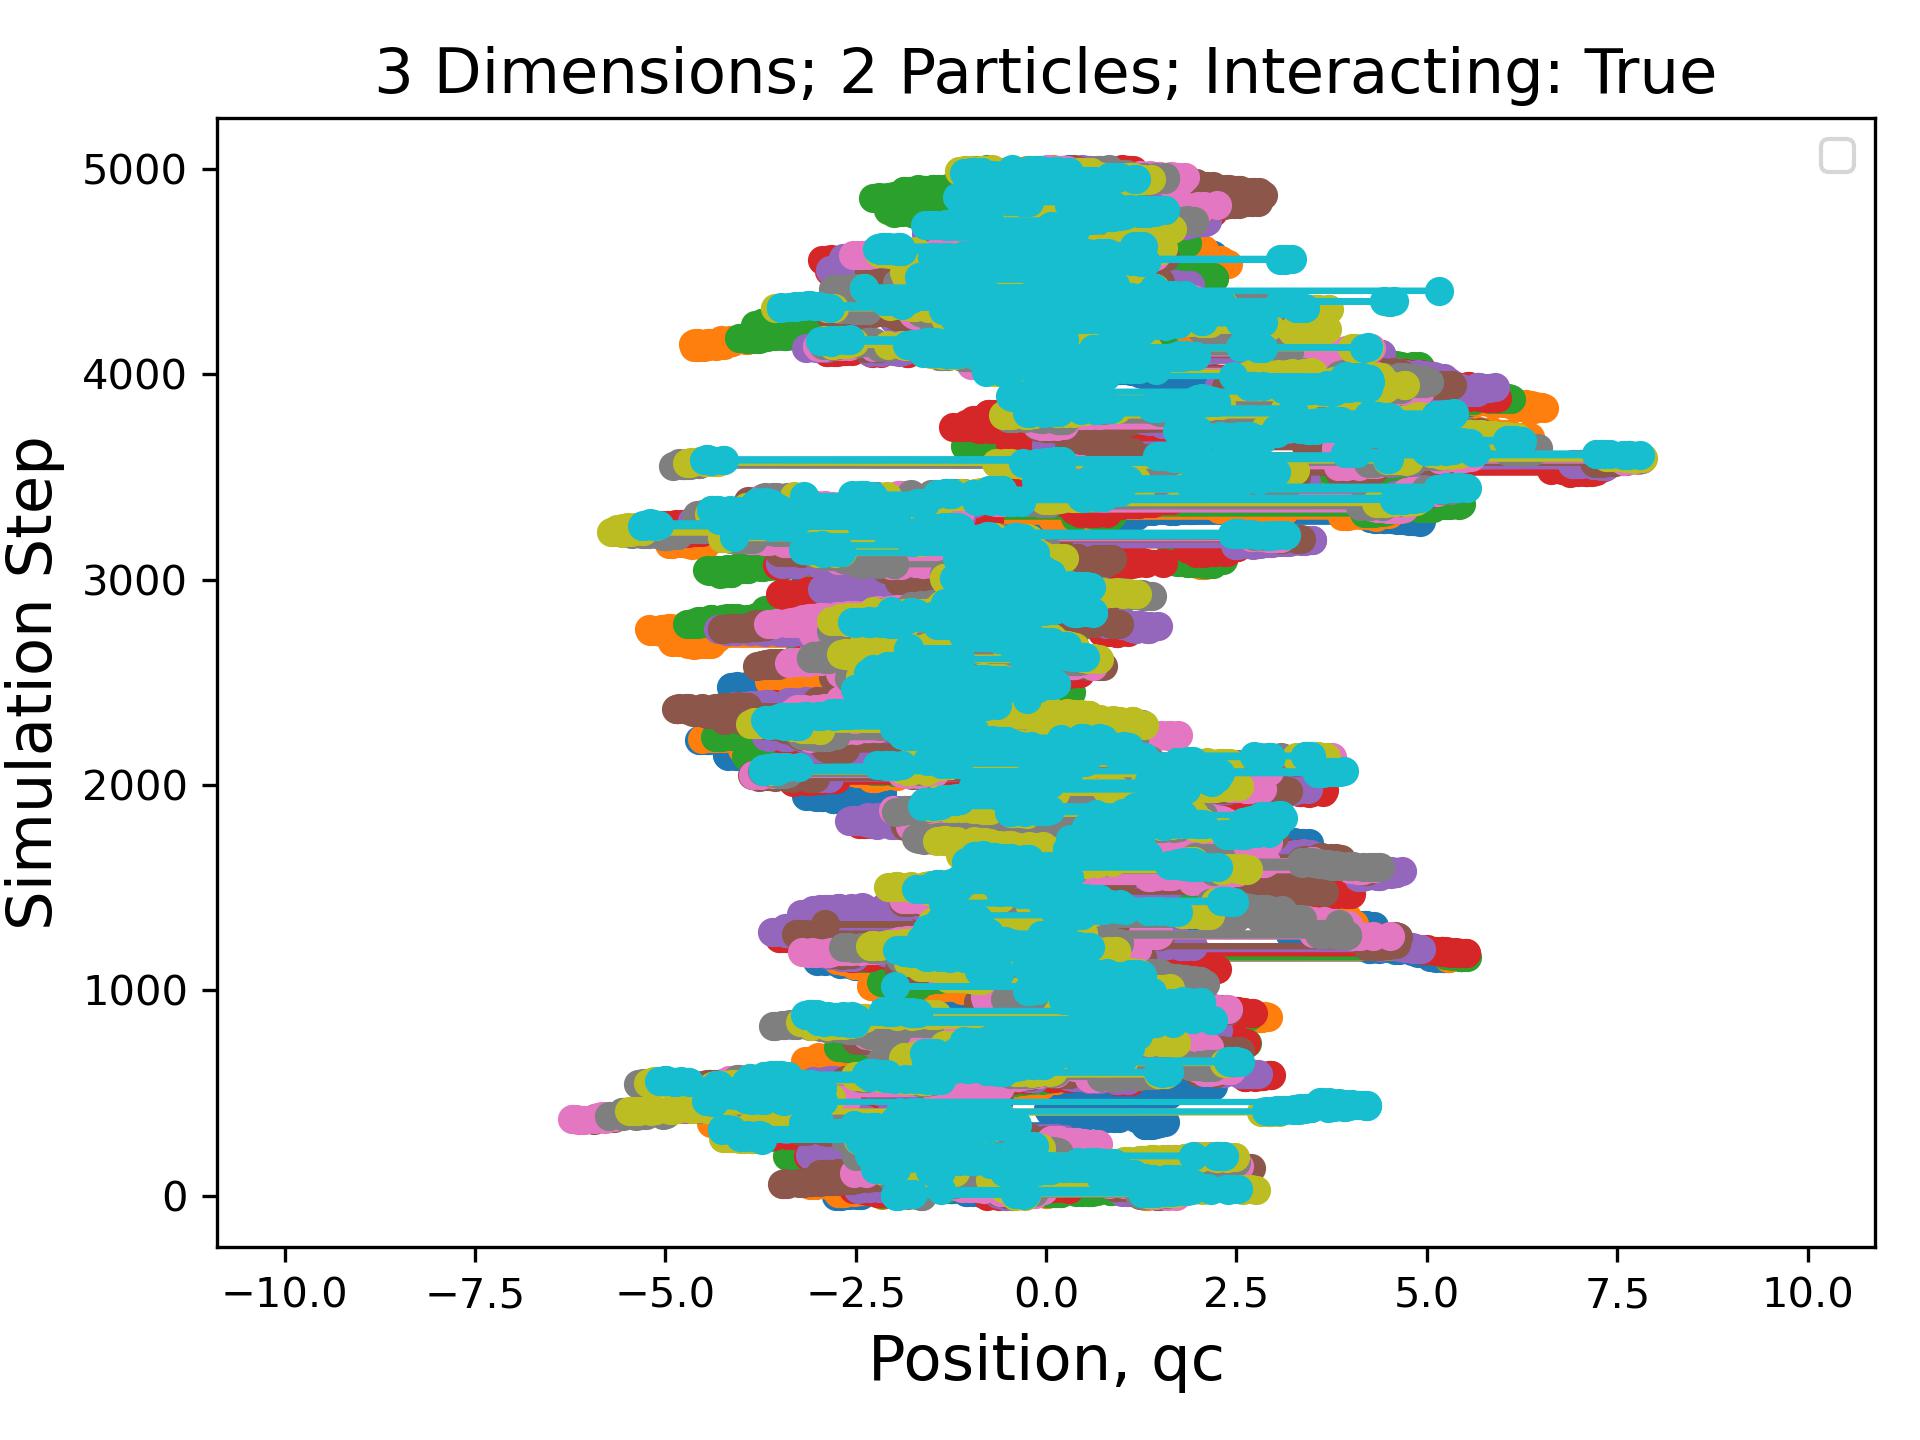 3 Dimensions; 2 Particles; Interacting: True
Simulation Step
5000
4000
3000
2000
1000
0
−10.0 −7.5 −5.0 −2.5 0.0 2.5 5.0 7.5 10.0
Position, qc